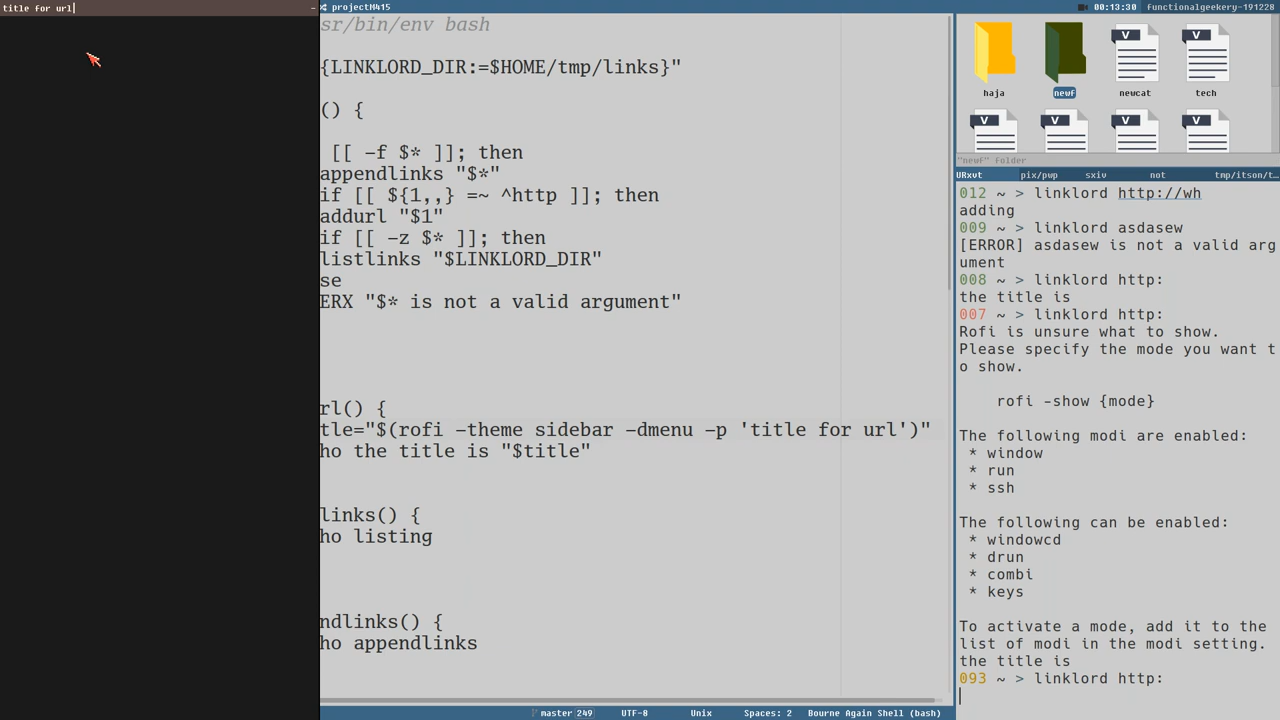 title for url
projectM415
00:13:30
functionalgeekery-191228
sr/bin/env bash
{LINKLORD_DIR:=$HOME/tmp/links}"
() {
[[ -f $* ]]; then
appendlinks "$*"
if [[ ${1,,} =~ ^http ]]; then
addurl "$1"
if [[ -z $* ]]; then
listlinks "$LINKLORD_DIR"
se
ERX "$* is not a valid argument"
rl() {
tle="$(rofi -theme sidebar -dmenu -p 'title for url')"
ho the title is "$title"
links() {
ho listing
ndlinks() {
ho appendlinks
master 249
UTF-8
Unix
Spaces: 2
Bourne Again Shell (bash)
haja
newf
newcat
tech
"newf" folder
URxvt
pix/pwp
sxiv
not
tmp/itson/t…
012 ~ > linklord http://wh
adding
009 ~ > linklord asdasew
[ERROR] asdasew is not a valid arg
ument
008 ~ > linklord http:
the title is
007 ~ > linklord http:
Rofi is unsure what to show.
Please specify the mode you want t
o show.
rofi -show {mode}
The following modi are enabled:
* window
* run
* ssh
The following can be enabled:
* windowcd
* drun
* combi
* keys
To activate a mode, add it to the
list of modi in the modi setting.
the title is
093 ~ > linklord http: